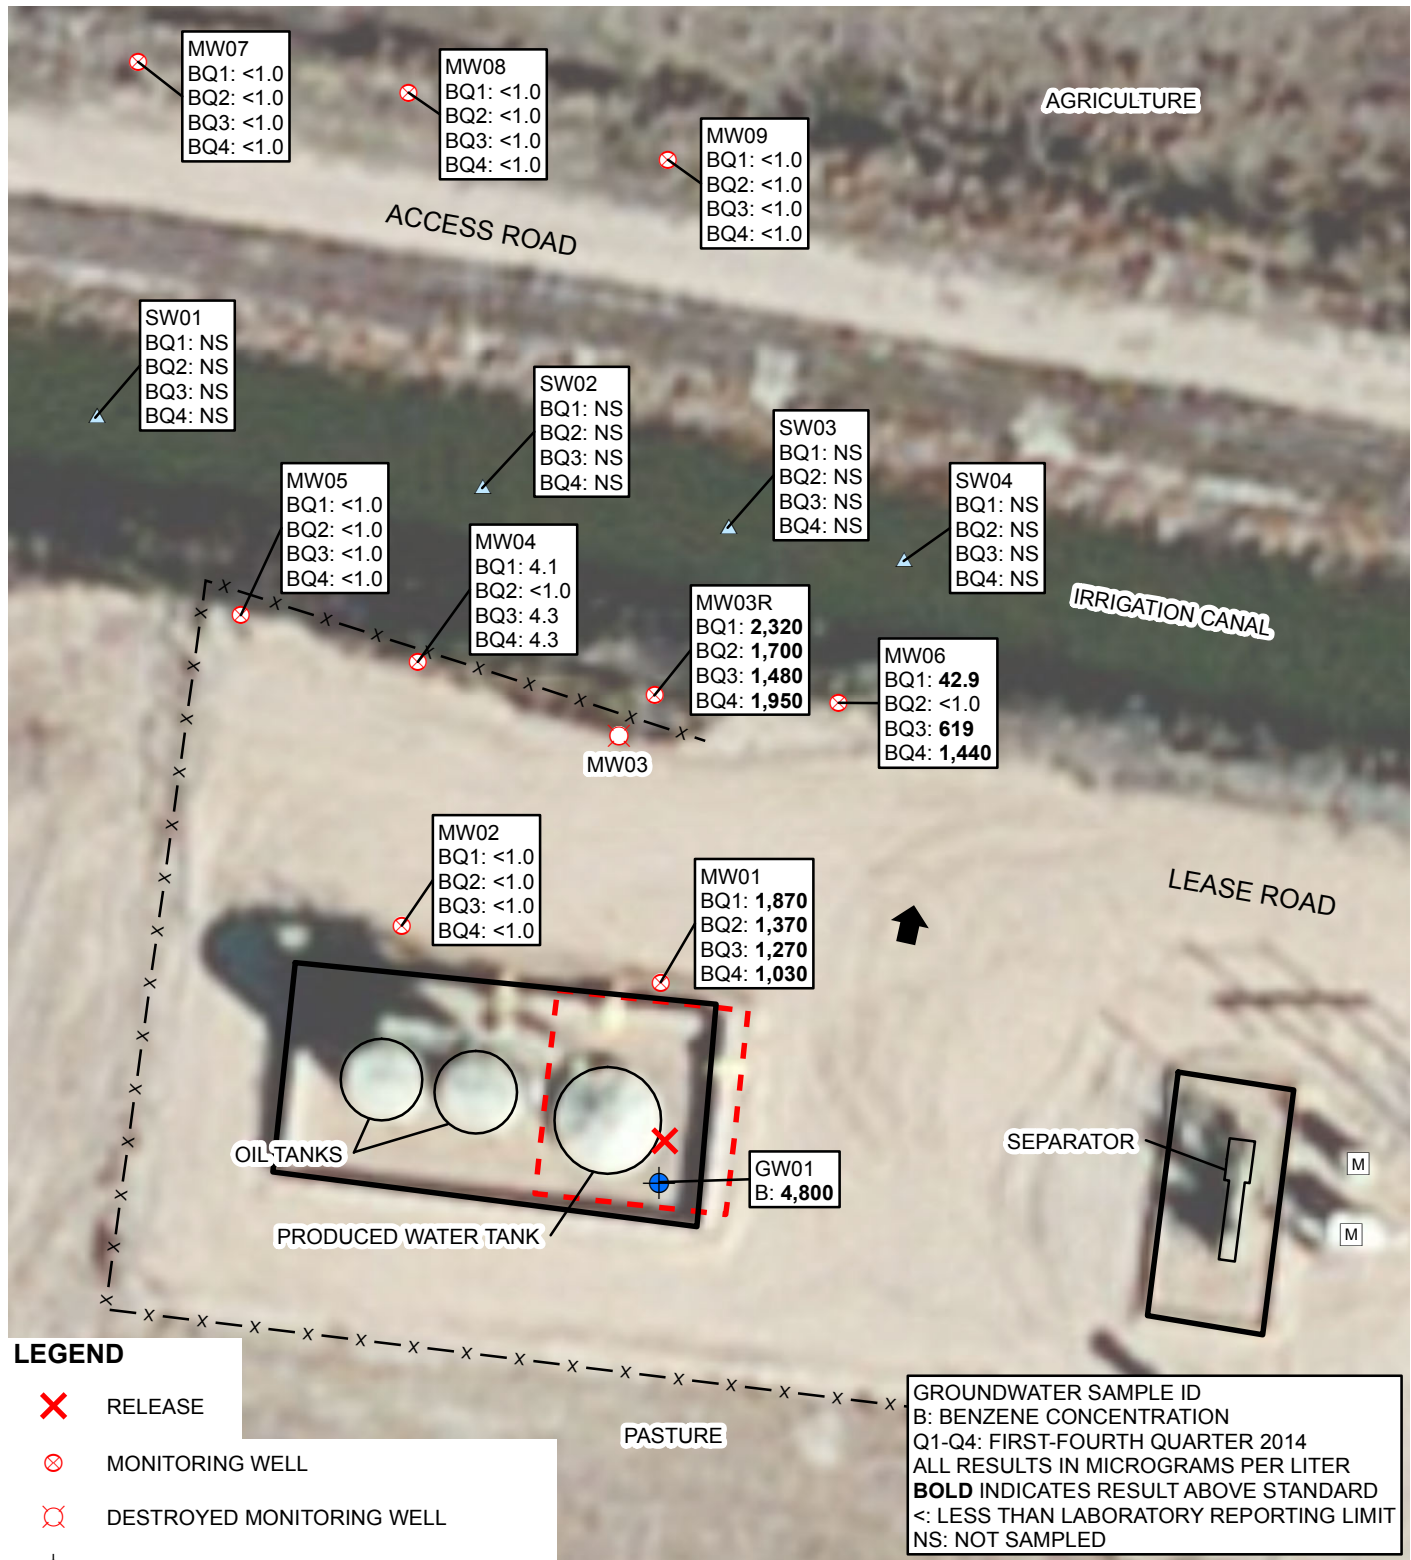 MW07
BQ1: <1.0
BQ2: <1.0
BQ3: <1.0
BQ4: <1.0
MW08
BQ1: <1.0
BQ2: <1.0
BQ3: <1.0
BQ4: <1.0
AGRICULTURE
MW09
BQ1: <1.0
BQ2: <1.0
BQ3: <1.0
BQ4: <1.0
ACCESS ROAD
SW01
BQ1: NS
BQ2: NS
BQ3: NS
BQ4: NS
SW02
BQ1: NS
BQ2: NS
BQ3: NS
BQ4: NS
SW03
BQ1: NS
BQ2: NS
BQ3: NS
BQ4: NS
SW04
BQ1: NS
BQ2: NS
BQ3: NS
BQ4: NS
MW05
BQ1: <1.0
BQ2: <1.0
BQ3: <1.0
BQ4: <1.0
MW04
BQ1: 4.1
BQ2: <1.0
BQ3: 4.3
BQ4: 4.3
MW03R
BQ1: 2,320
BQ2: 1,700
BQ3: 1,480
BQ4: 1,950
IRRIGATION CANAL
MW06
BQ1: 42.9
BQ2: <1.0
BQ3: 619
BQ4: 1,440
MW03
MW02
BQ1: <1.0
BQ2: <1.0
BQ3: <1.0
BQ4: <1.0
MW01
BQ1: 1,870
BQ2: 1,370
BQ3: 1,270
BQ4: 1,030
LEASE ROAD
OIL TANKS
SEPARATOR
M
GW01
B: 4,800
M
PRODUCED WATER TANK
LEGEND
RELEASE
MONITORING WELL
DESTROYED MONITORING WELL
PASTURE
GROUNDWATER SAMPLE ID
B: BENZENE CONCENTRATION
Q1-Q4: FIRST-FOURTH QUARTER 2014
ALL RESULTS IN MICROGRAMS PER LITER
BOLD INDICATES RESULT ABOVE STANDARD
<: LESS THAN LABORATORY REPORTING LIMIT
NS: NOT SAMPLED